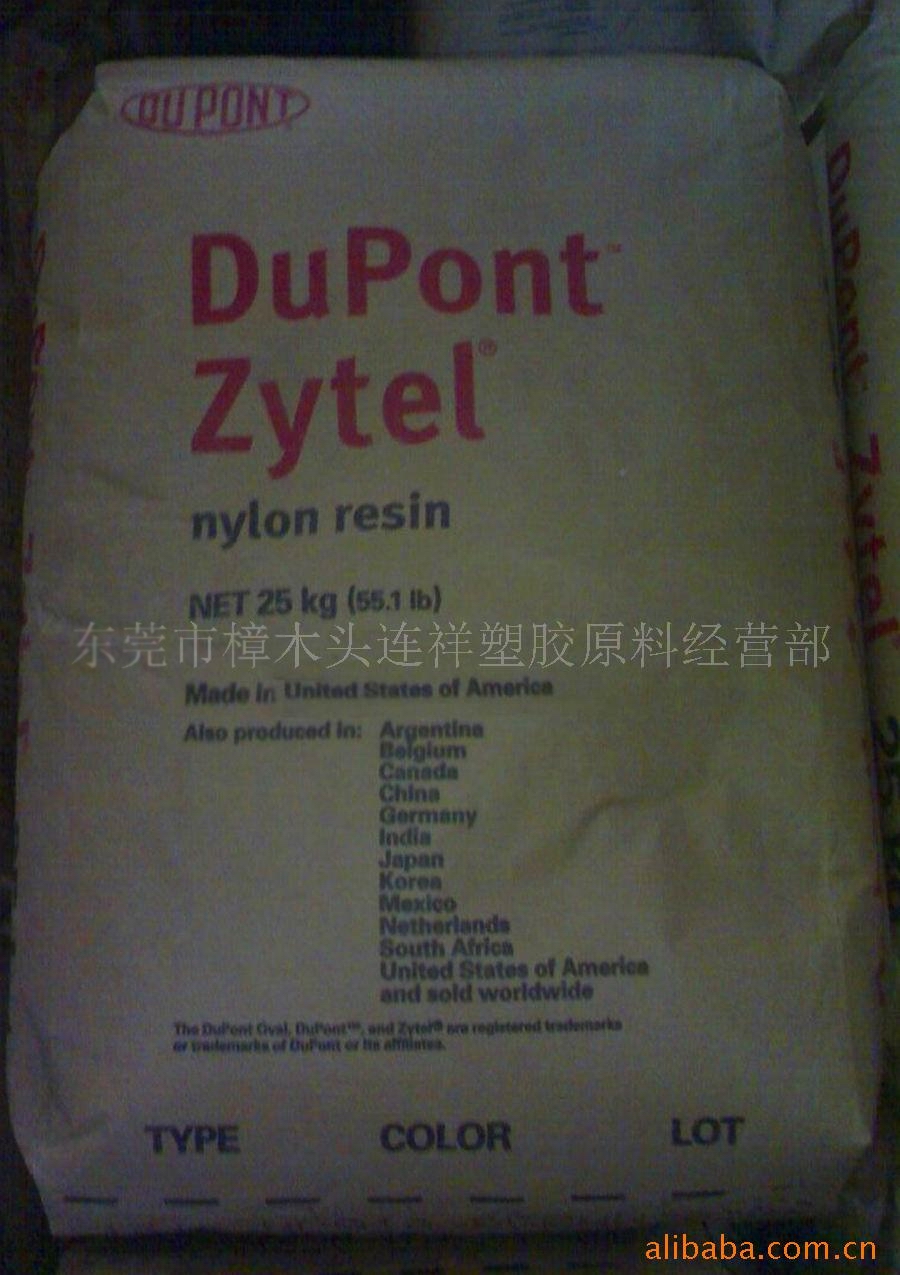 DU PONT
DuPont™
Zytel®
nylon resin
NET 25 kg (55.1 lb)
东莞市樟木头连祥塑胶原料经营部
Made in United States of America
Also produced in: Argentina
Belgium
Canada
China
Germany
India
Japan
Korea
Mexico
Netherlands
South Africa
United States of America
and sold worldwide
The DuPont Oval, DuPont™, and Zytel® are registered trademarks
or trademarks of DuPont or its affiliates.
TYPE COLOR LOT
DuPont Zytel
25
alibaba.com.cn